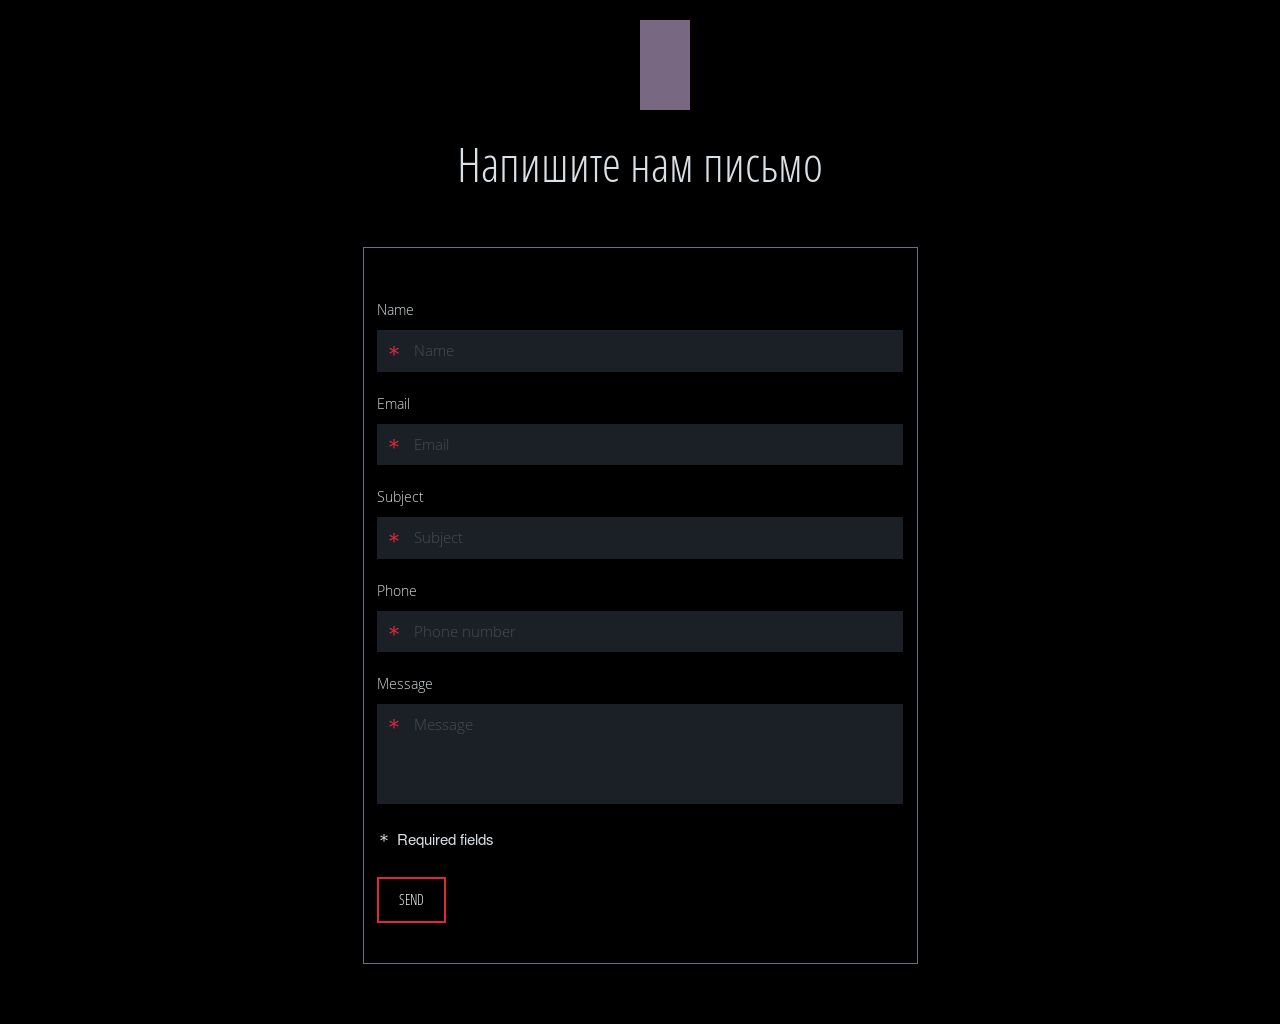 Напишите нам письмо
Name
* Name
Email
* Email
Subject
* Subject
Phone
* Phone number
Message
* Message
* Required fields
SEND